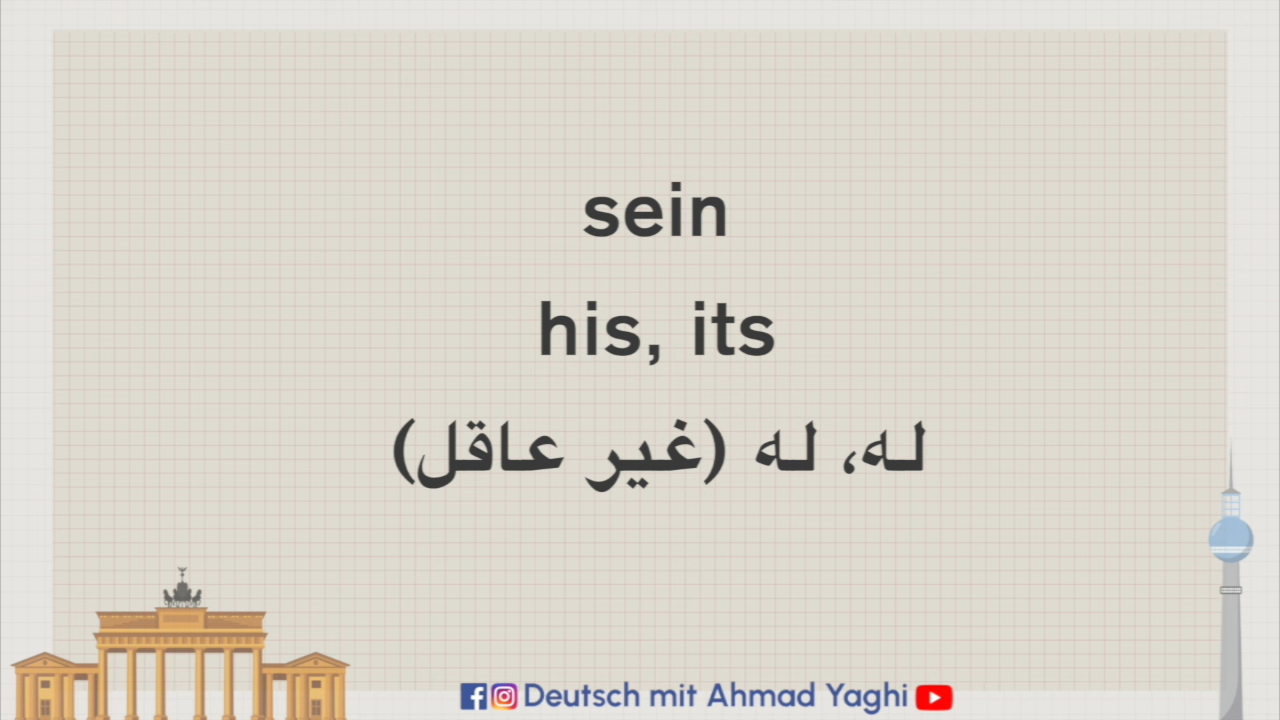 sein
his, its
له، له (غير عاقل)
Deutsch mit Ahmad Yaghi